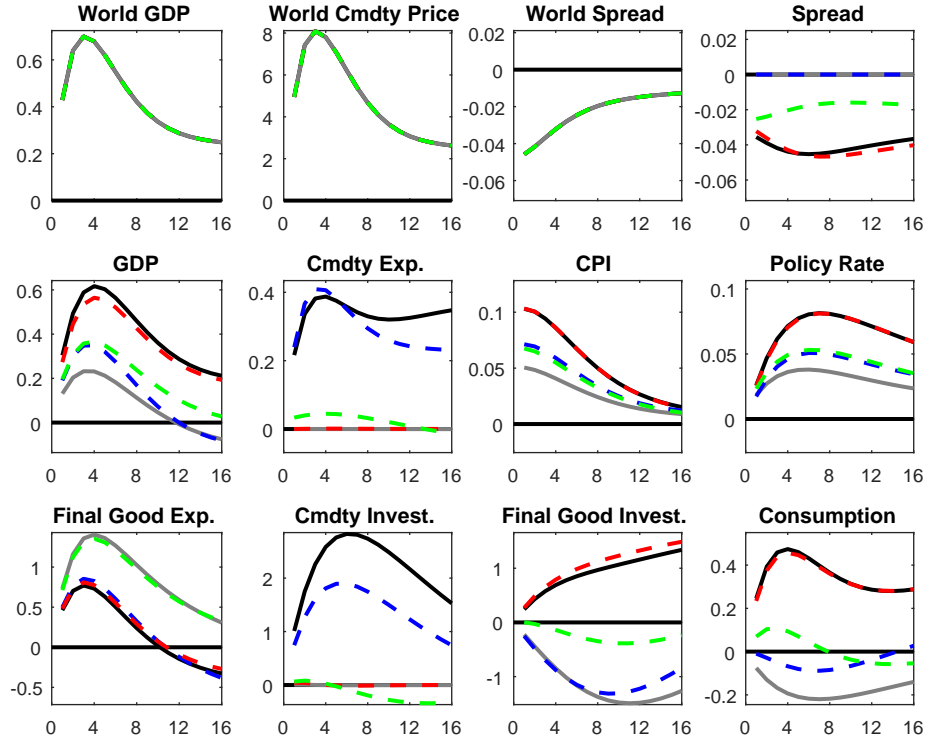 World GDP
World Cmdty Price
World Spread
Spread
0.6
0.4
0.2
0
0 4 8 12 16
8
6
4
2
0
0 4 8 12 16
0.02
0
-0.02
-0.04
-0.06
0 4 8 12 16
0.02
0
-0.02
-0.04
-0.06
0 4 8 12 16
GDP
Cmdty Exp.
CPI
Policy Rate
0.6
0.4
0.2
0
0 4 8 12 16
0.4
0.2
0
0 4 8 12 16
0.1
0.05
0
0 4 8 12 16
0.1
0.05
0
0 4 8 12 16
Final Good Exp.
Cmdty Invest.
Final Good Invest.
Consumption
1
0.5
0
-0.5
0 4 8 12 16
2
1
0
0 4 8 12 16
1
0
-1
0 4 8 12 16
0.4
0.2
0
-0.2
0 4 8 12 16